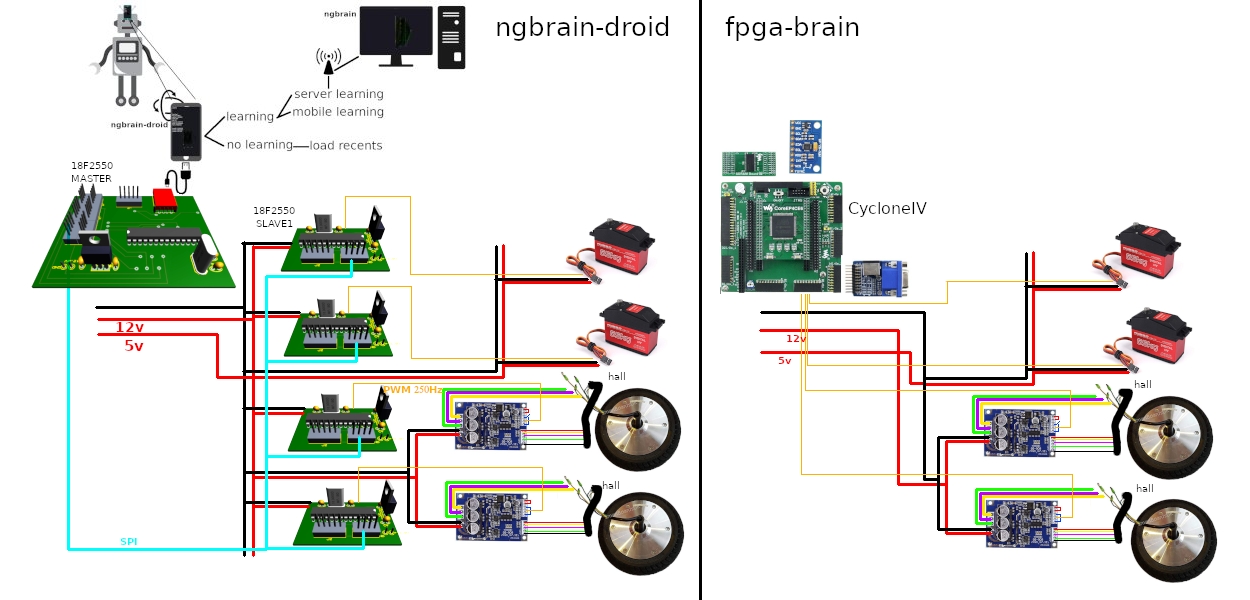 ngbrain
ngbrain-droid
fpga-brain
server learning
learning
mobile learning
ngbrain-droid
no learning
load recents
18F2550
MASTER
18F2550
SLAVE1
CycloneIV
12v
5v
12v
5v
hall
hall
PWM 250Hz
hall
hall
SPI